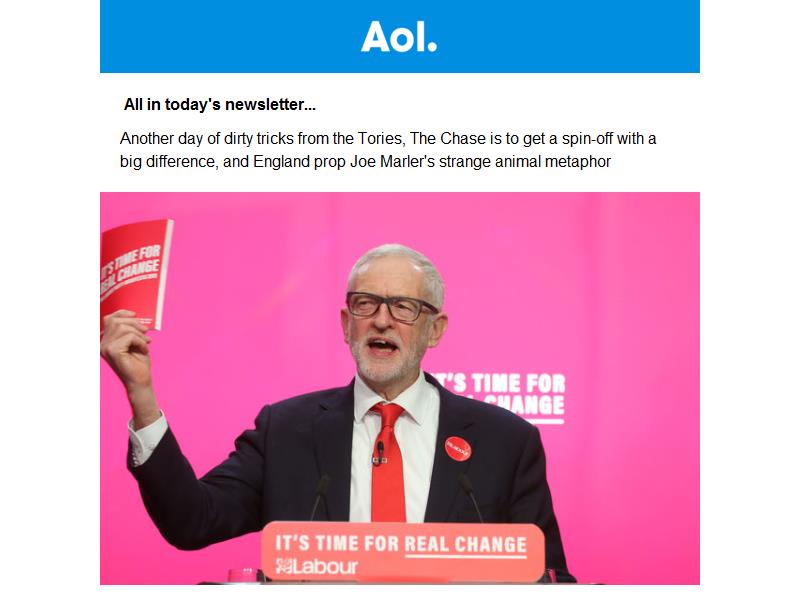 Aol.
All in today's newsletter...
Another day of dirty tricks from the Tories, The Chase is to get a spin-off with a
big difference, and England prop Joe Marler's strange animal metaphor
IT'S TIME FOR
REAL CHANGE
IT'S TIME FOR
CHANGE
Labour
IT'S TIME FOR REAL CHANGE
Labour